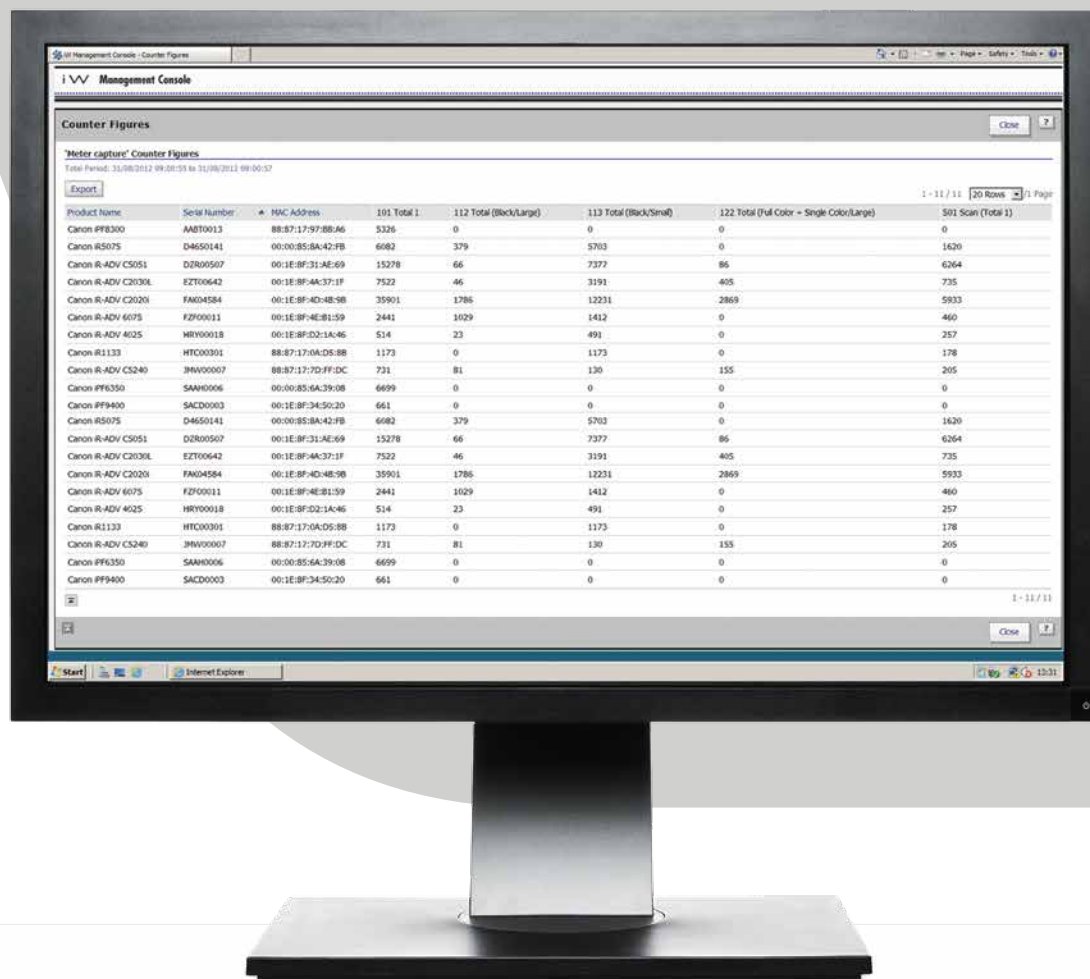 iW Management Console - Counter Figures
Page Safety Tools
iW Management Console
Counter Figures Close ?
'Meter capture' Counter Figures
Total Period: 31/08/2012 09:00:55 to 31/08/2012 09:00:57
Export 1 - 11 / 11 20 Rows /1 Page
Product Name Serial Number MAC Address 101 Total 1 112 Total (Black/Large) 113 Total (Black/Small) 122 Total (Full Color + Single Color/Large) 501 Scan (Total 1)
Canon iPF8300 AABT0013 88:87:17:97:BB:A6 5326 0 0 0 0
Canon iR5075 D4650141 00:00:85:8A:42:FB 6082 379 5703 0 1620
Canon iR-ADV C5051 DZR00507 00:1E:8F:31:AE:69 15278 66 7377 86 6264
Canon iR-ADV C2030L EZT00642 00:1E:8F:4A:37:1F 7522 46 3191 405 735
Canon iR-ADV C2020i FAK04584 00:1E:8F:4D:4B:9B 35901 1786 12231 2869 5933
Canon iR-ADV 6075 FZF00011 00:1E:8F:4E:B1:59 2441 1029 1412 0 460
Canon iR-ADV 4025 HRY00018 00:1E:8F:D2:1A:46 514 23 491 0 257
Canon iR1133 HTC00301 88:87:17:0A:D5:8B 1173 0 1173 0 178
Canon iR-ADV C5240 JMW00007 88:87:17:7D:FF:DC 731 81 130 155 205
Canon iPF6350 SAAH0006 00:00:85:6A:39:08 6699 0 0 0 0
Canon iPF9400 SACD0003 00:1E:8F:34:50:20 661 0 0 0 0
Canon iR5075 D4650141 00:00:85:8A:42:FB 6082 379 5703 0 1620
Canon iR-ADV C5051 DZR00507 00:1E:8F:31:AE:69 15278 66 7377 86 6264
Canon iR-ADV C2030L EZT00642 00:1E:8F:4A:37:1F 7522 46 3191 405 735
Canon iR-ADV C2020i FAK04584 00:1E:8F:4D:4B:9B 35901 1786 12231 2869 5933
Canon iR-ADV 6075 FZF00011 00:1E:8F:4E:B1:59 2441 1029 1412 0 460
Canon iR-ADV 4025 HRY00018 00:1E:8F:D2:1A:46 514 23 491 0 257
Canon iR1133 HTC00301 88:87:17:0A:D5:8B 1173 0 1173 0 178
Canon iR-ADV C5240 JMW00007 88:87:17:7D:FF:DC 731 81 130 155 205
Canon iPF6350 SAAH0006 00:00:85:6A:39:08 6699 0 0 0 0
Canon iPF9400 SACD0003 00:1E:8F:34:50:20 661 0 0 0 0
1 - 11 / 11
Close ?
Start Internet Explorer 13:31